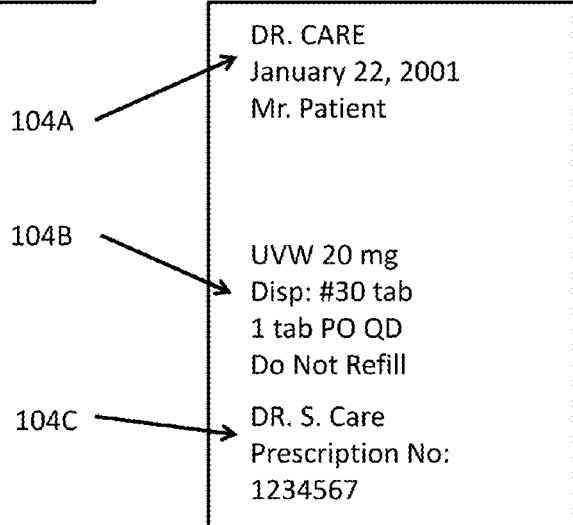 DR. CARE
January 22, 2001
Mr. Patient
104A
104B
UVW 20 mg
Disp: #30 tab
1 tab PO QD
Do Not Refill
104C
DR. S. Care
Prescription No:
1234567